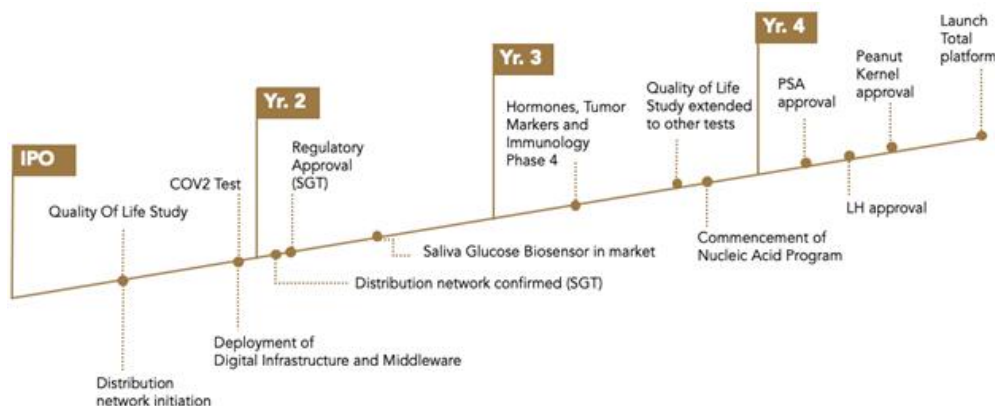 IPO
Quality Of Life Study
Distribution
network initiation
COV2 Test
Deployment of
Digital Infrastructure and Middleware
Yr. 2
Distribution network confirmed (SGT)
Regulatory
Approval
(SGT)
Saliva Glucose Biosensor in market
Yr. 3
Hormones, Tumor
Markers and
Immunology
Phase 4
Quality of Life
Study extended
to other tests
Commencement of
Nucleic Acid Program
Yr. 4
PSA
approval
LH approval
Peanut
Kernel
approval
Launch
Total
platform